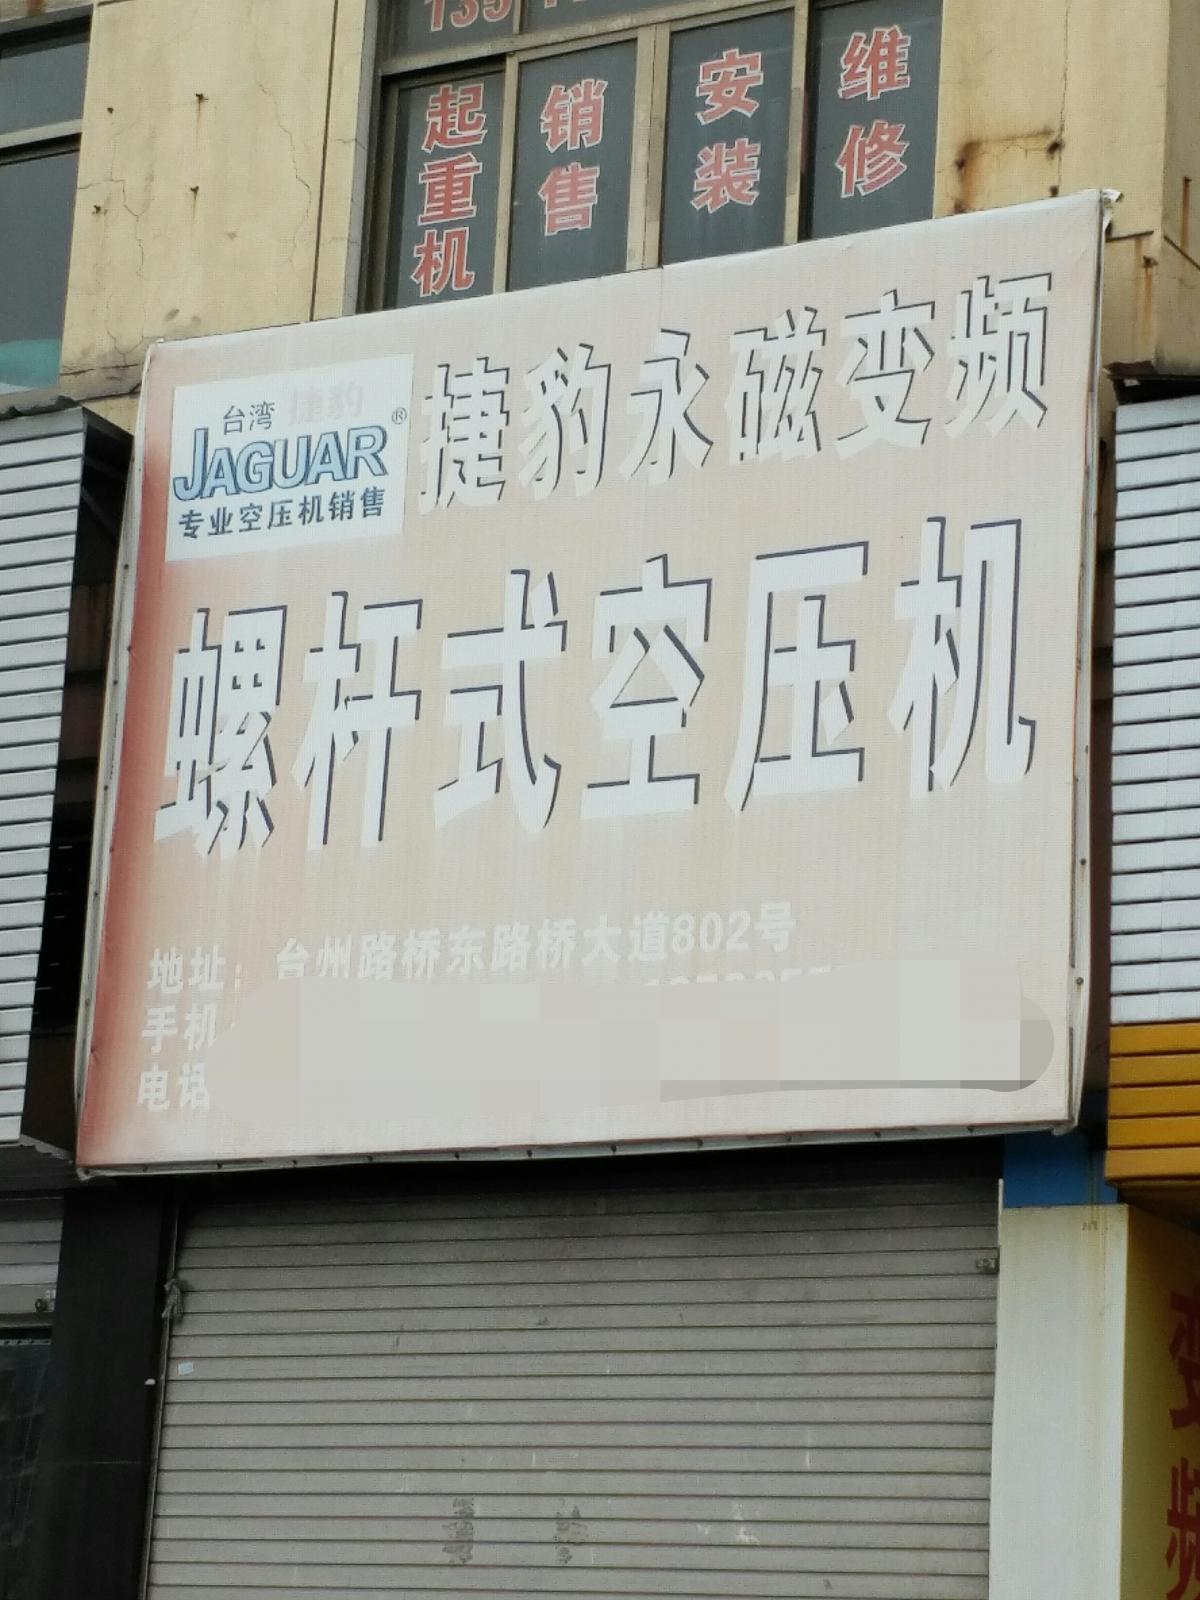 起重机
销售
安装
维修
台湾 捷豹
JAGUAR®
专业空压机销售
捷豹永磁变频
螺杆式空压机
地址：台州路桥东路桥大道802号
手机
电话
变频